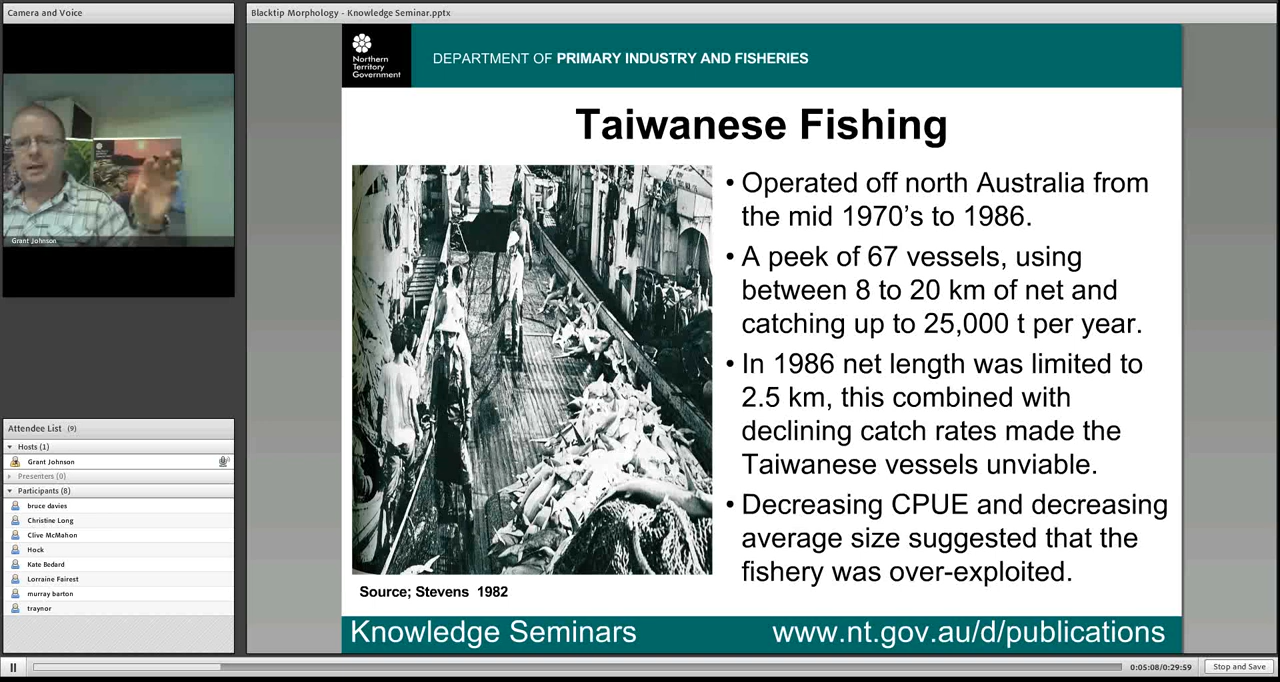 Camera and Voice
Grant Johnson
Attendee List (9)
Hosts (1)
Grant Johnson
Presenters (0)
Participants (8)
bruce davies
Christine Long
Clive McMahon
Hock
Kate Bedard
Lorraine Fairest
murray barton
traynor
Blacktip Morphology - Knowledge Seminar.pptx
Northern
Territory
Government
DEPARTMENT OF PRIMARY INDUSTRY AND FISHERIES
Taiwanese Fishing
• Operated off north Australia from
the mid 1970's to 1986.
• A peek of 67 vessels, using
between 8 to 20 km of net and
catching up to 25,000 t per year.
• In 1986 net length was limited to
2.5 km, this combined with
declining catch rates made the
Taiwanese vessels unviable.
• Decreasing CPUE and decreasing
average size suggested that the
fishery was over-exploited.
Source; Stevens 1982
Knowledge Seminars
www.nt.gov.au/d/publications
0:05:08/0:29:59
Stop and Save